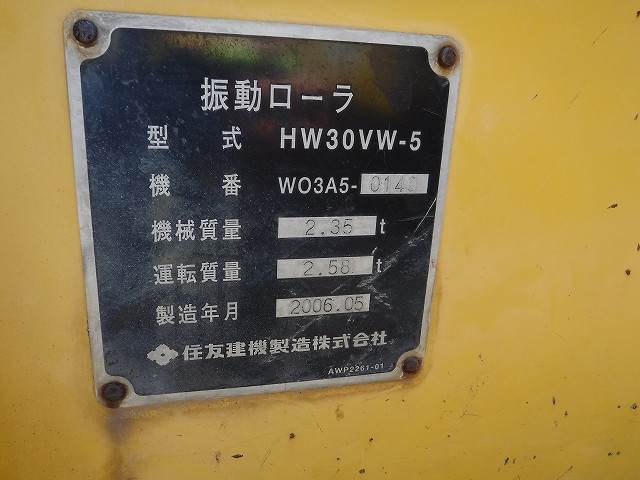 振動ローラ
型 式 HW30VW-5
機 番 WO3A5-
機械質量 2.35 t
運転質量 2.58 t
製造年月 2006.05
住友建機製造株式会社
AWP2261-01